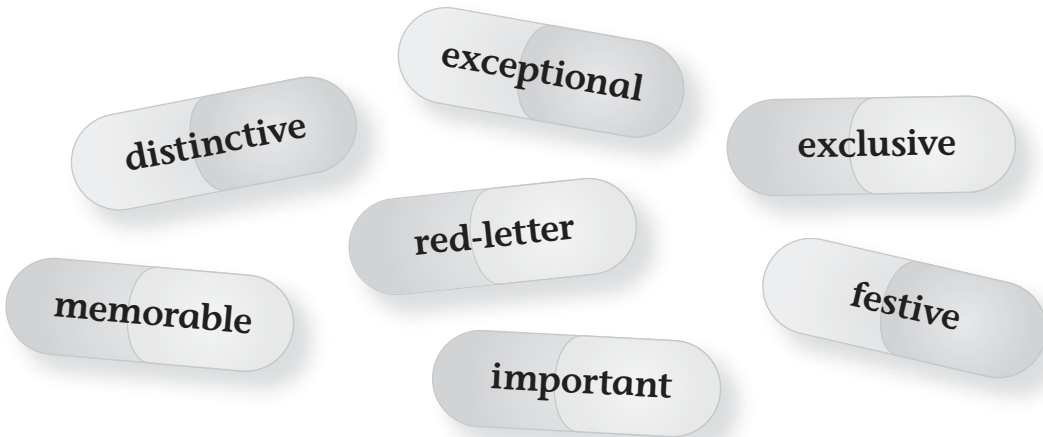 exceptional
distinctive
exclusive
red-letter
memorable
festive
important